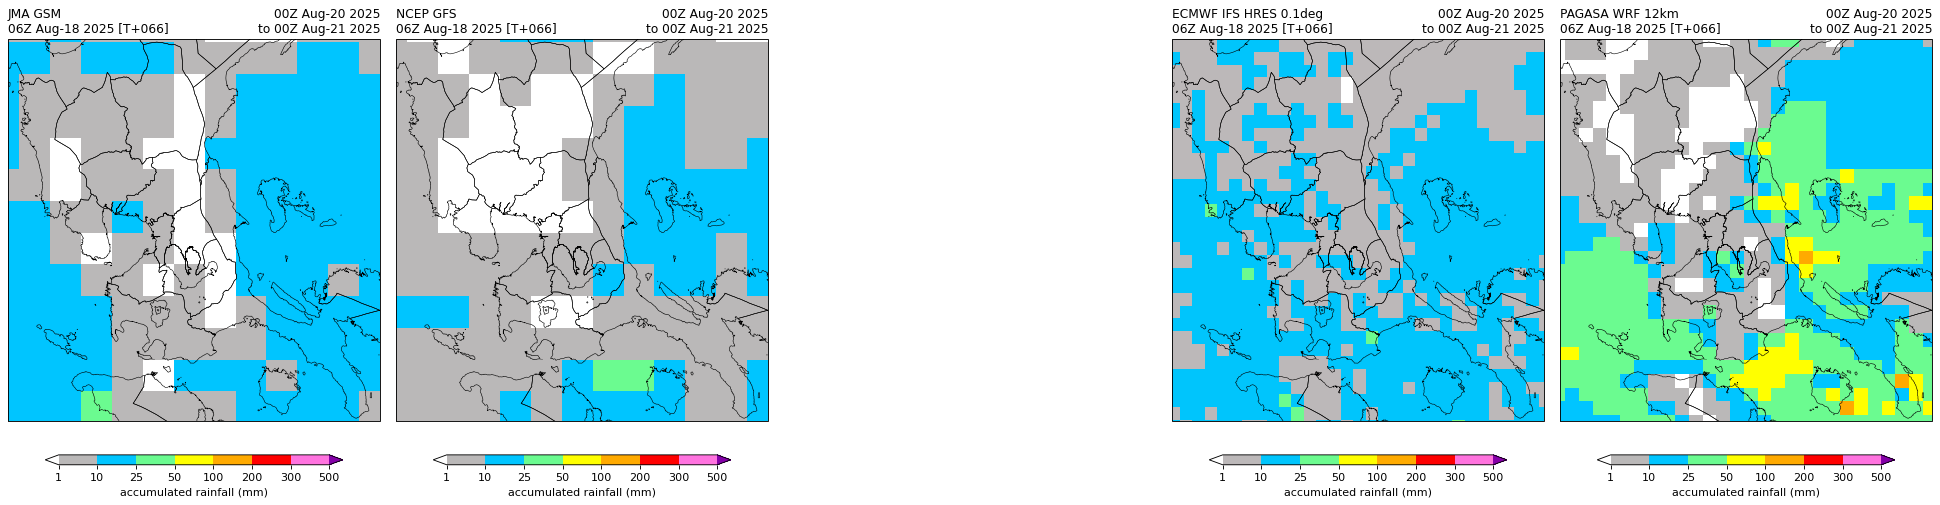 JMA GSM 00Z Aug-20 2025
06Z Aug-18 2025 [T+066] to 00Z Aug-21 2025
1 10 25 50 100 200 300 500
accumulated rainfall (mm)
NCEP GFS 00Z Aug-20 2025
06Z Aug-18 2025 [T+066] to 00Z Aug-21 2025
1 10 25 50 100 200 300 500
accumulated rainfall (mm)
ECMWF IFS HRES 0.1deg 00Z Aug-20 2025
06Z Aug-18 2025 [T+066] to 00Z Aug-21 2025
1 10 25 50 100 200 300 500
accumulated rainfall (mm)
PAGASA WRF 12km 00Z Aug-20 2025
06Z Aug-18 2025 [T+066] to 00Z Aug-21 2025
1 10 25 50 100 200 300 500
accumulated rainfall (mm)